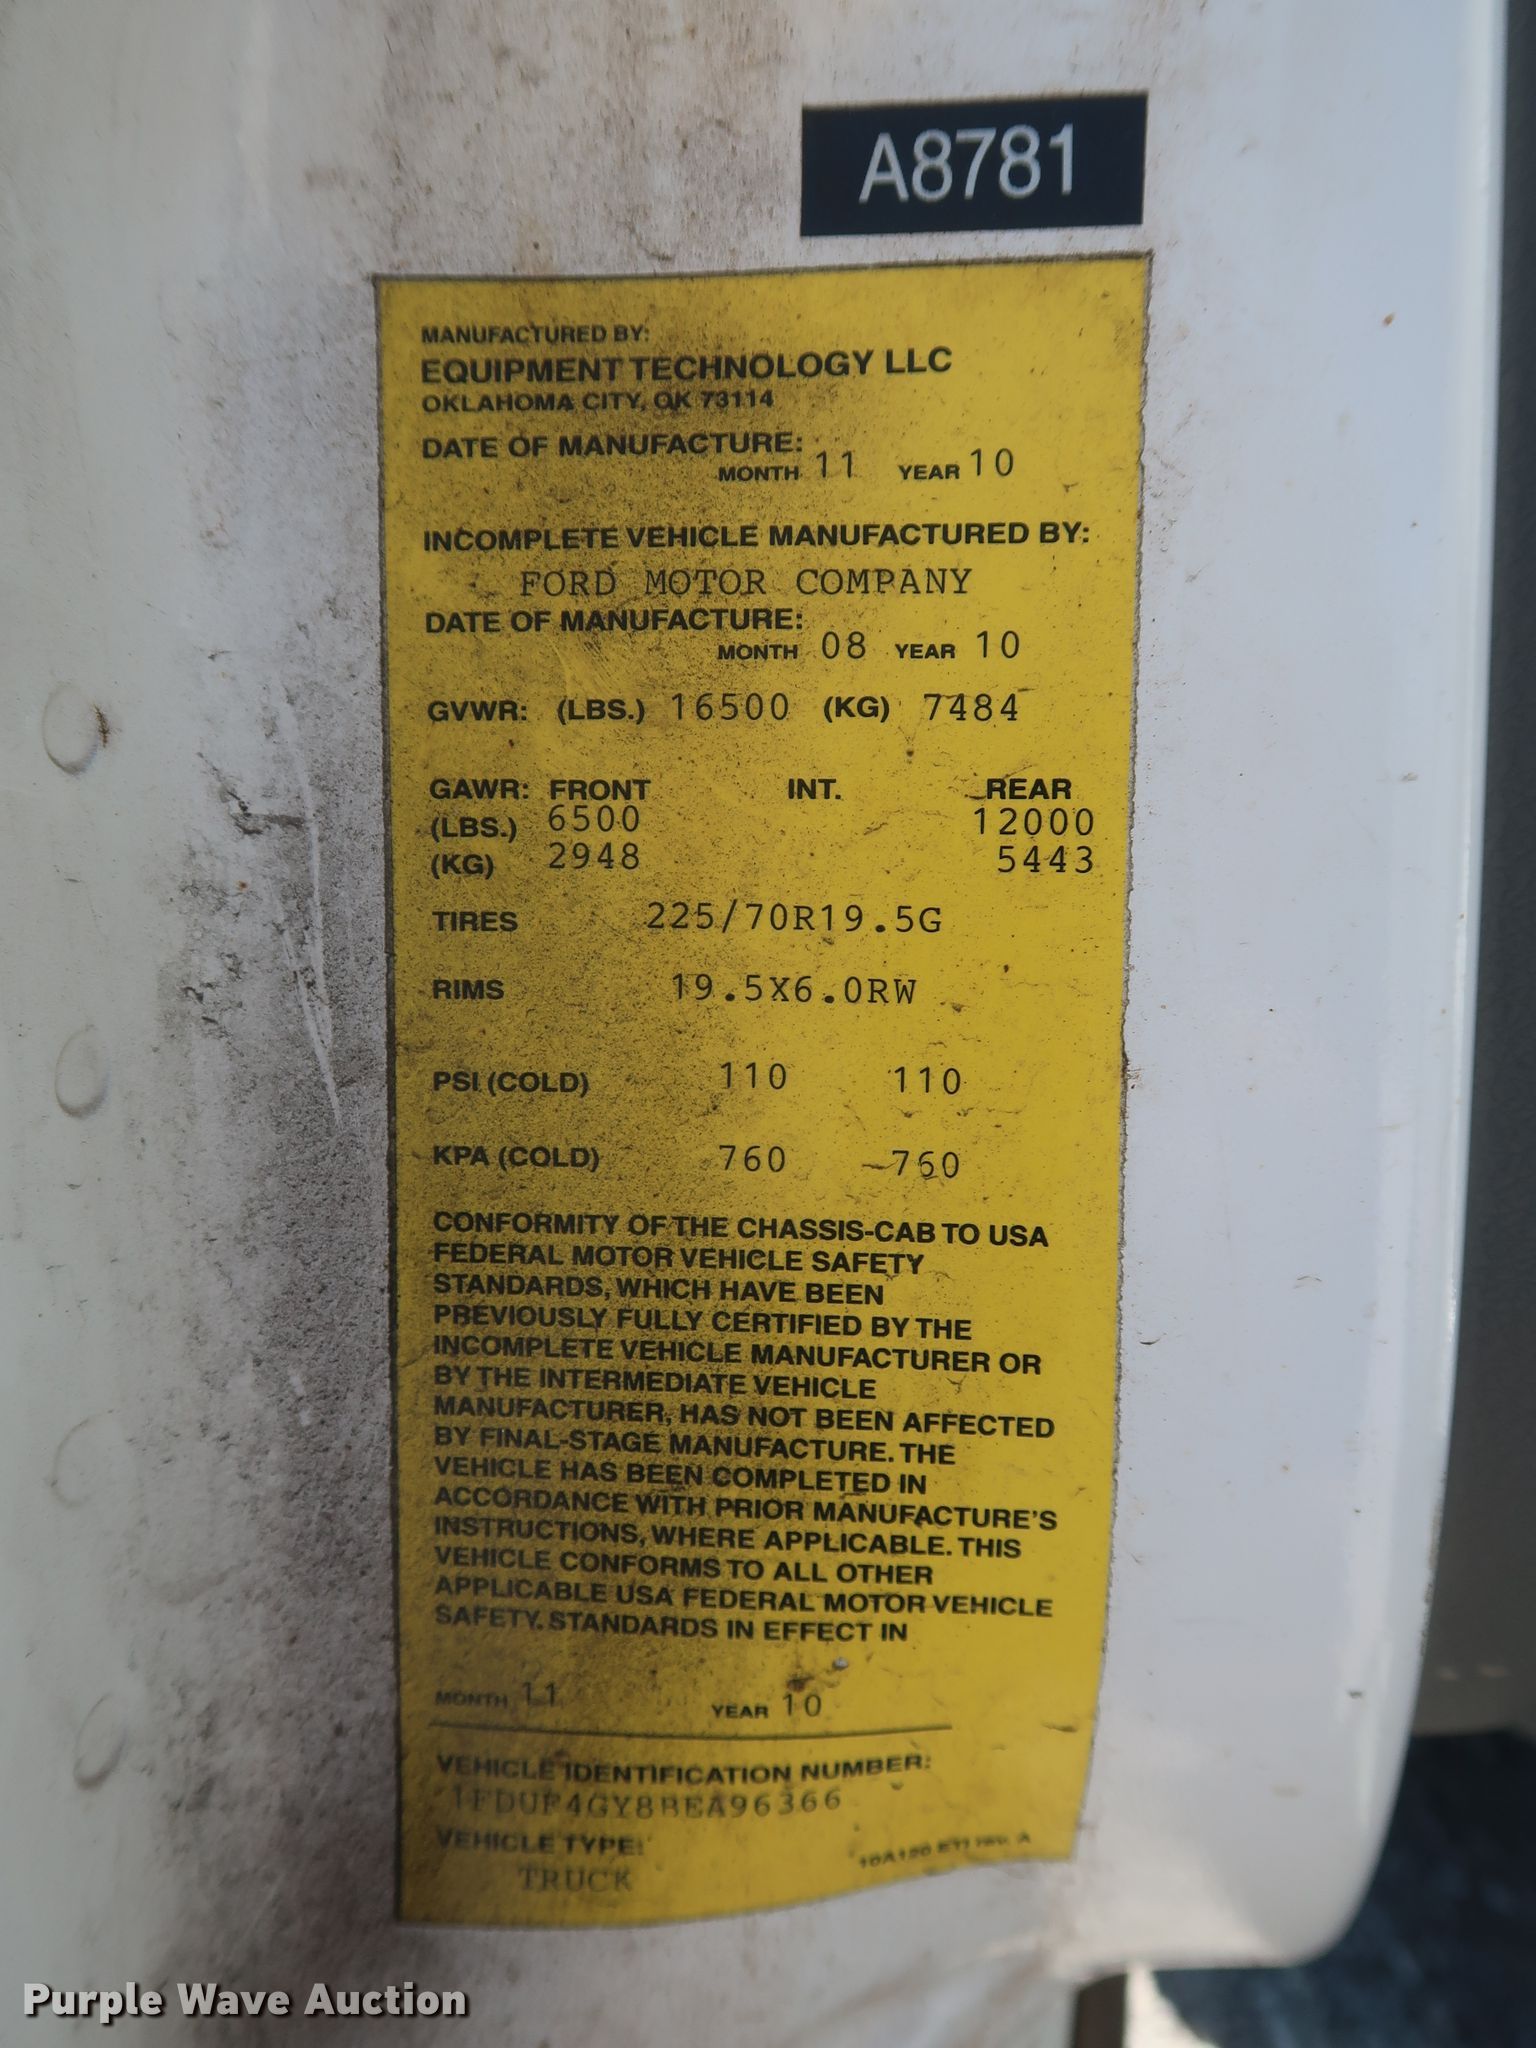 A8781
MANUFACTURED BY:
EQUIPMENT TECHNOLOGY LLC
OKLAHOMA CITY, OK 73114
DATE OF MANUFACTURE:
MONTH 11 YEAR 10
INCOMPLETE VEHICLE MANUFACTURED BY:
FORD MOTOR COMPANY
DATE OF MANUFACTURE:
MONTH 08 YEAR 10
GVWR: (LBS.) 16500 (KG) 7484
GAWR: FRONT INT. REAR
(LBS.) 6500 12000
(KG) 2948 5443
TIRES 225/70R19.5G
RIMS 19.5X6.0RW
PSI (COLD) 110 110
KPA (COLD) 760 760
CONFORMITY OF THE CHASSIS-CAB TO USA
FEDERAL MOTOR VEHICLE SAFETY
STANDARDS, WHICH HAVE BEEN
PREVIOUSLY FULLY CERTIFIED BY THE
INCOMPLETE VEHICLE MANUFACTURER OR
BY THE INTERMEDIATE VEHICLE
MANUFACTURER, HAS NOT BEEN AFFECTED
BY FINAL-STAGE MANUFACTURE. THE
VEHICLE HAS BEEN COMPLETED IN
ACCORDANCE WITH PRIOR MANUFACTURE'S
INSTRUCTIONS, WHERE APPLICABLE. THIS
VEHICLE CONFORMS TO ALL OTHER
APPLICABLE USA FEDERAL MOTOR VEHICLE
SAFETY STANDARDS IN EFFECT IN
MONTH 11 YEAR 10
VEHICLE IDENTIFICATION NUMBER:
1FDUF4GY8BEA96366
VEHICLE TYPE:
TRUCK
Purple Wave Auction